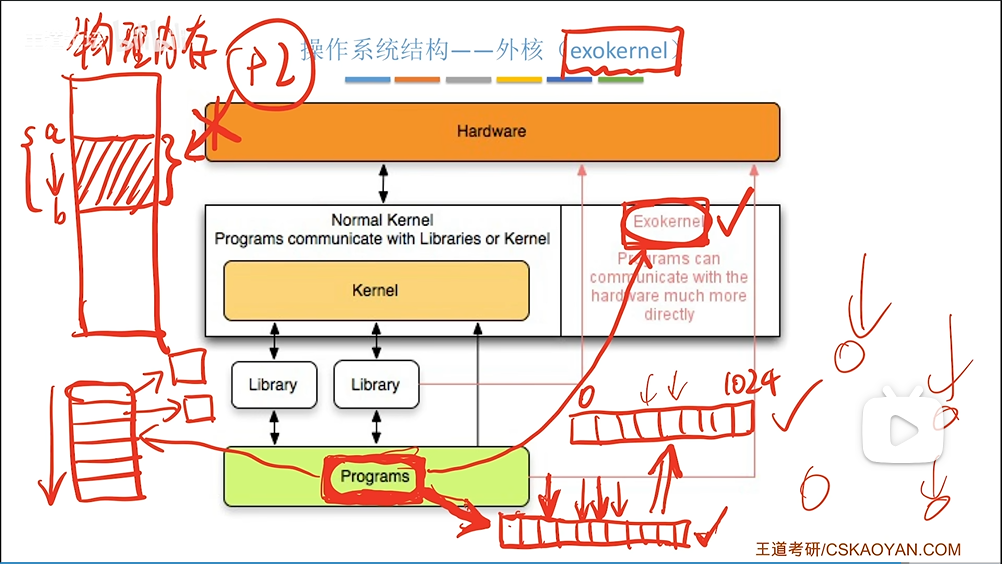 物理内存
操作系统结构——外核（exokernel）
P2
Hardware
a
b
Normal Kernel
Programs communicate with Libraries or Kernel
Kernel
Exokernel
Programs can
communicate with the
hardware much more
directly
Library
Library
0
1024
Programs
王道考研/CSKAOYAN.COM